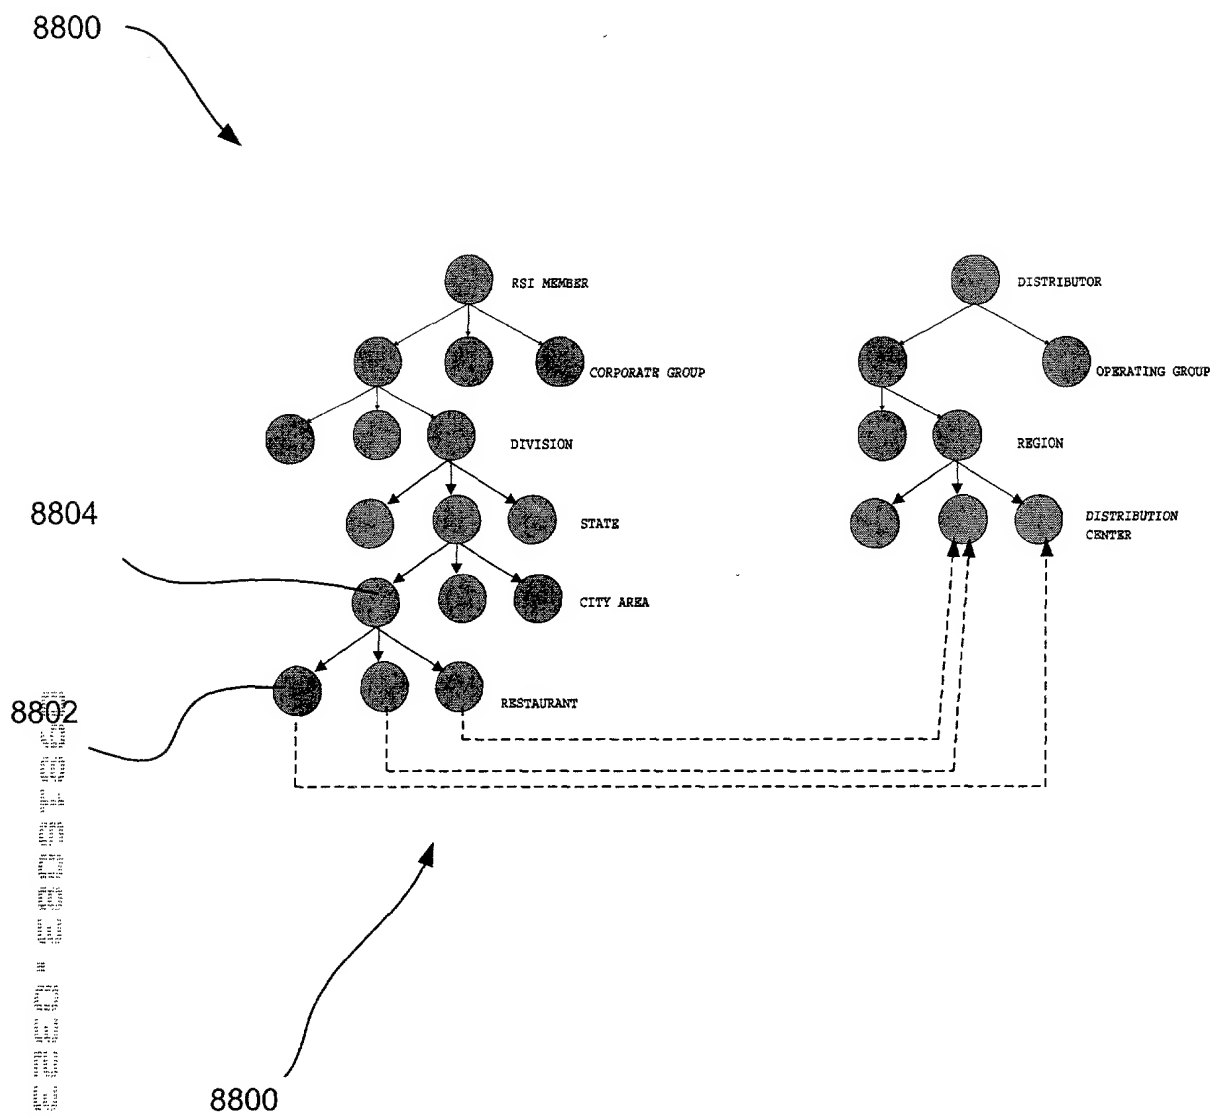 8800
RSI MEMBER
DISTRIBUTOR
CORPORATE GROUP
OPERATING GROUP
DIVISION
REGION
8804
STATE
DISTRIBUTION
CENTER
CITY AREA
8802
RESTAURANT
8800